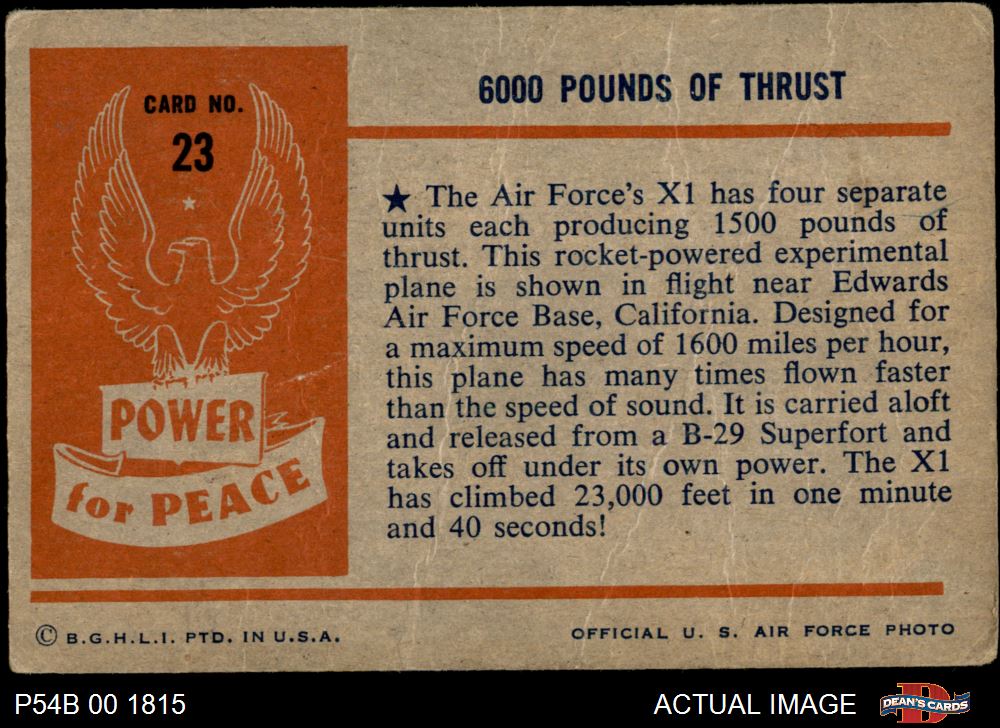 CARD NO.
23
POWER
for PEACE
6000 POUNDS OF THRUST
★ The Air Force's X1 has four separate
units each producing 1500 pounds of
thrust. This rocket-powered experimental
plane is shown in flight near Edwards
Air Force Base, California. Designed for
a maximum speed of 1600 miles per hour,
this plane has many times flown faster
than the speed of sound. It is carried aloft
and released from a B-29 Superfort and
takes off under its own power. The X1
has climbed 23,000 feet in one minute
and 40 seconds!
© B.G.H.L.I. PTD. IN U.S.A.
OFFICIAL U. S. AIR FORCE PHOTO
P54B 00 1815
ACTUAL IMAGE
D
DEAN'S CARDS